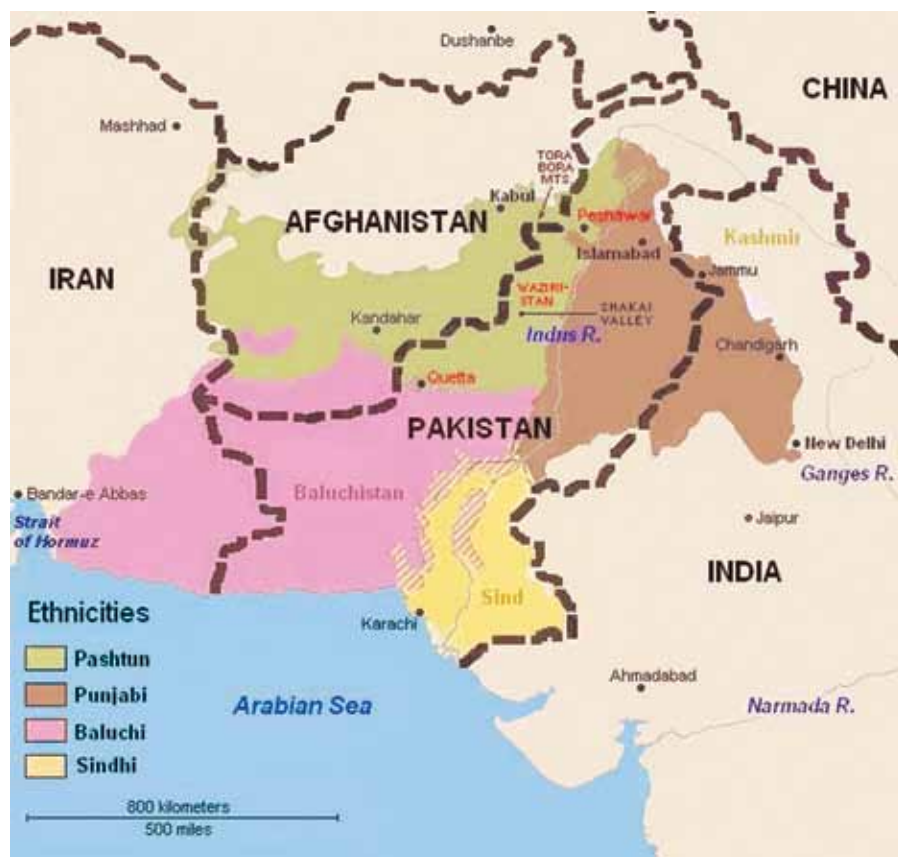 Dushanbe
CHINA
Mashhad
TORA
BORA
MTS
Kabul
Peshawar
AFGHANISTAN
Kashmir
Islamabad
IRAN
Jammu
WAZIRI-
STAN
SHAKAI
VALLEY
Kandahar
Indus R.
Chandigarh
Quetta
PAKISTAN
New Delhi
Ganges R.
Baluchistan
Bandar-e Abbas
Strait
of Hormuz
Jaipur
INDIA
Sind
Ethnicities
Karachi
Pashtun
Ahmadabad
Punjabi
Arabian Sea
Narmada R.
Baluchi
Sindhi
800 kilometers
500 miles